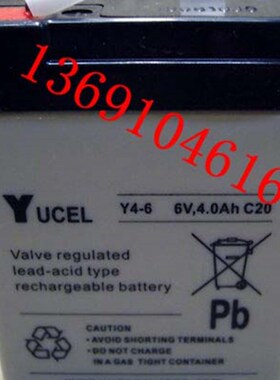 13691046161
YUCEL
Y4-6 6V,4.0Ah C20
Valve regulated
lead-acid type
rechargeable battery
Pb
CAUTION:
• AVOID SHORTING TERMINALS
• DO NOT CHARGE IN A
GAS TIGHT CONTAINER